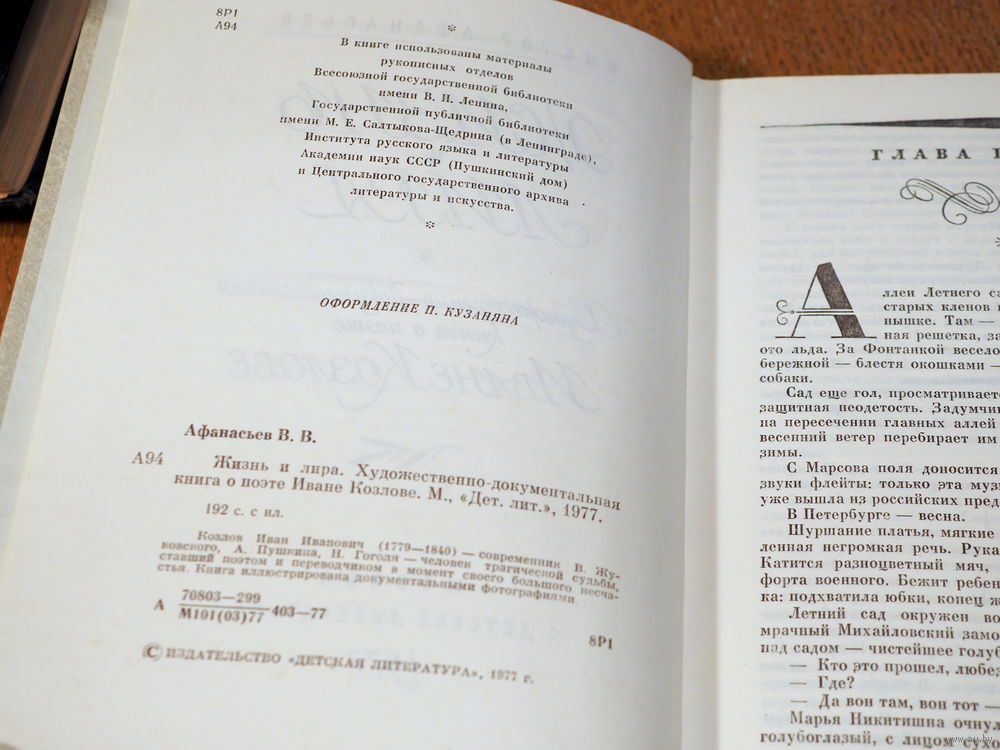 8Р1
А94
*
В книге использованы материалы
рукописных отделов
Всесоюзной государственной библиотеки
имени В. И. Ленина,
Государственной публичной библиотеки
имени М. Е. Салтыкова-Щедрина (в Ленинграде),
Института русского языка и литературы
Академии наук СССР (Пушкинский дом)
и Центрального государственного архива
литературы и искусства.
*
ОФОРМЛЕНИЕ П. КУЗАНЯНА
Афанасьев В. В.
А94 Жизнь и лира. Художественно-документальная
книга о поэте Иване Козлове. М., «Дет. лит.», 1977.
192 с. с ил.
Козлов Иван Иванович (1779—1840) — современник В. Жу-
ковского, А. Пушкина, Н. Гоголя — человек трагической судьбы,
ставший поэтом и переводчиком в момент своего большого несча-
стья. Книга иллюстрирована документальными фотографиями.
А 70803—299
М101(03)77 403—77
8Р1
© ИЗДАТЕЛЬСТВО «ДЕТСКАЯ ЛИТЕРАТУРА», 1977 г.
ГЛАВА
Аллеи Летнего са
старых кленов
нышке. Там —
ная решетка, за
ого льда. За Фонтанкой весело
бережной — блестя окошками —
собаки.
Сад еще гол, просматривает
защитная неодетость. Задумчи
на пересечении главных аллей
весенний ветер перебирает им
зимы.
С Марсова поля доносится
звуки флейты: только эта муз
уже вышла из российских пред
В Петербурге — весна.
Шуршание платья, мягкие
ленная негромкая речь. Рука
Катится разноцветный мяч,
форта военного. Бежит ребен
ка: подхватила юбки, конец ж
Летний сад окружен во
мрачный Михайловский замо
над садом — чистейшее голуб
— Кто это прошел, любе
— Где?
— Да вон там, вон тот —
Марья Никитишна очнул
голубоглазый, с лицом сухо